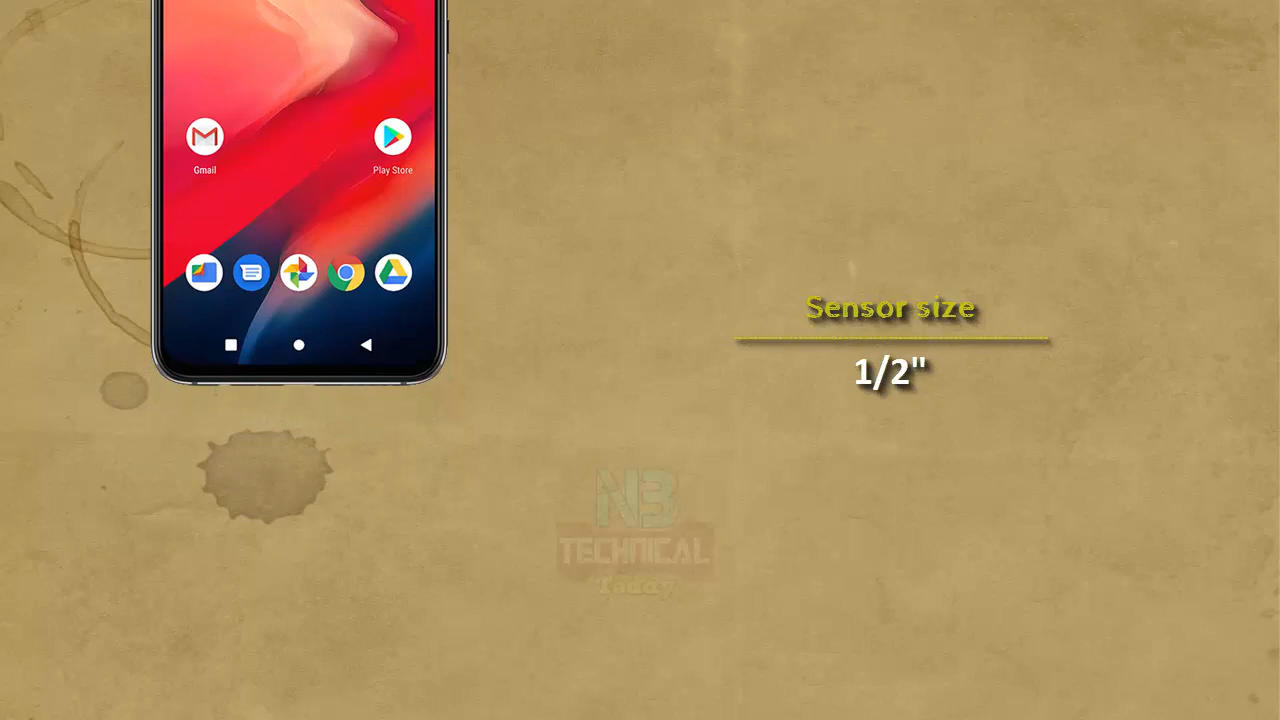 Gmail
Play Store
Sensor size
1/2"
NB
TECHNICAL
Today